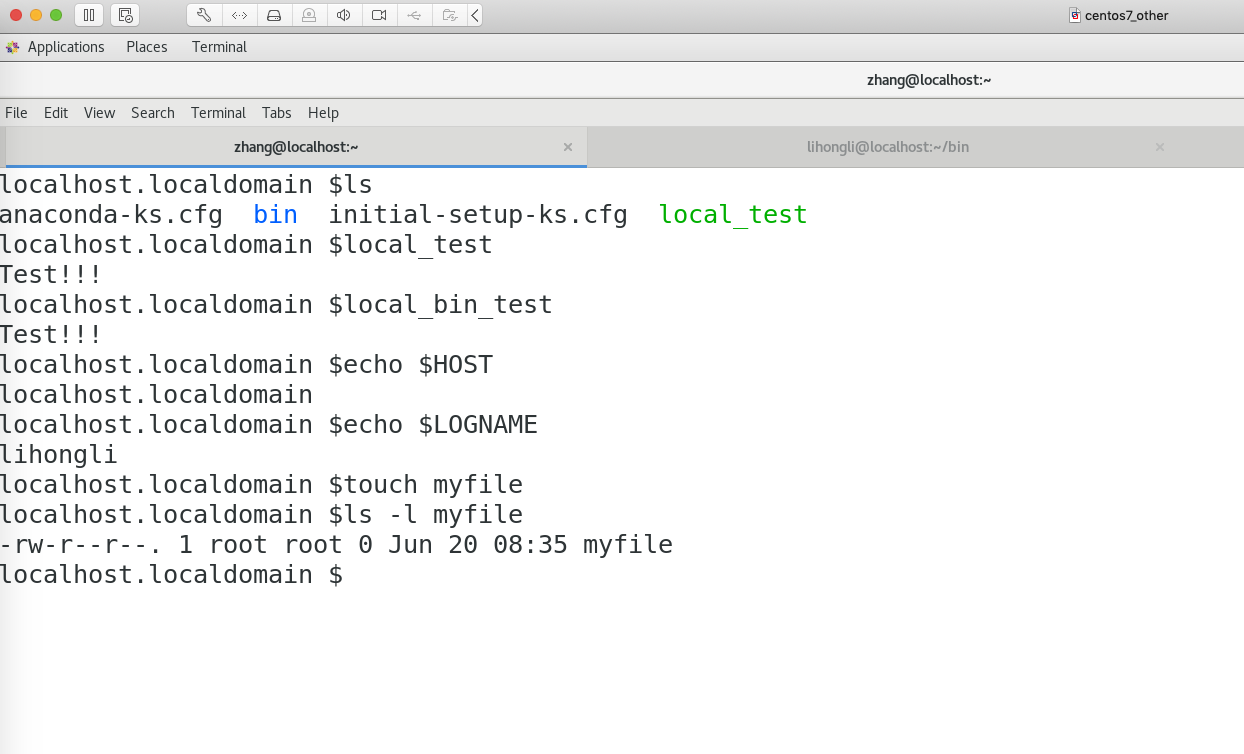 centos7_other
Applications Places Terminal
zhang@localhost:~
File Edit View Search Terminal Tabs Help
zhang@localhost:~ × lihongli@localhost:~/bin ×
localhost.localdomain $ls
anaconda-ks.cfg bin initial-setup-ks.cfg local_test
localhost.localdomain $local_test
Test!!!
localhost.localdomain $local_bin_test
Test!!!
localhost.localdomain $echo $HOST
localhost.localdomain
localhost.localdomain $echo $LOGNAME
lihongli
localhost.localdomain $touch myfile
localhost.localdomain $ls -l myfile
-rw-r--r--. 1 root root 0 Jun 20 08:35 myfile
localhost.localdomain $